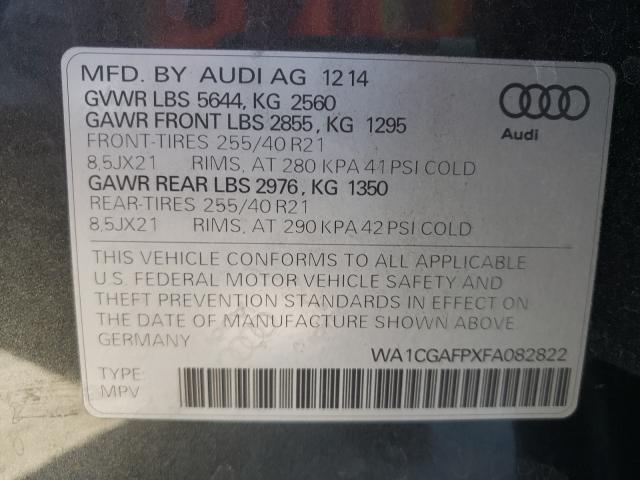 MFD. BY AUDI AG 12 14
GVWR LBS 5644, KG 2560
GAWR FRONT LBS 2855, KG 1295
FRONT-TIRES 255/40 R21
8,5JX21 RIMS, AT 280 KPA 41 PSI COLD
GAWR REAR LBS 2976, KG 1350
REAR-TIRES 255/40 R21
8,5JX21 RIMS, AT 290 KPA 42 PSI COLD
Audi
THIS VEHICLE CONFORMS TO ALL APPLICABLE
U.S. FEDERAL MOTOR VEHICLE SAFETY AND
THEFT PREVENTION STANDARDS IN EFFECT ON
THE DATE OF MANUFACTURE SHOWN ABOVE.
GERMANY
WA1CGAFPXFA082822
TYPE
MPV